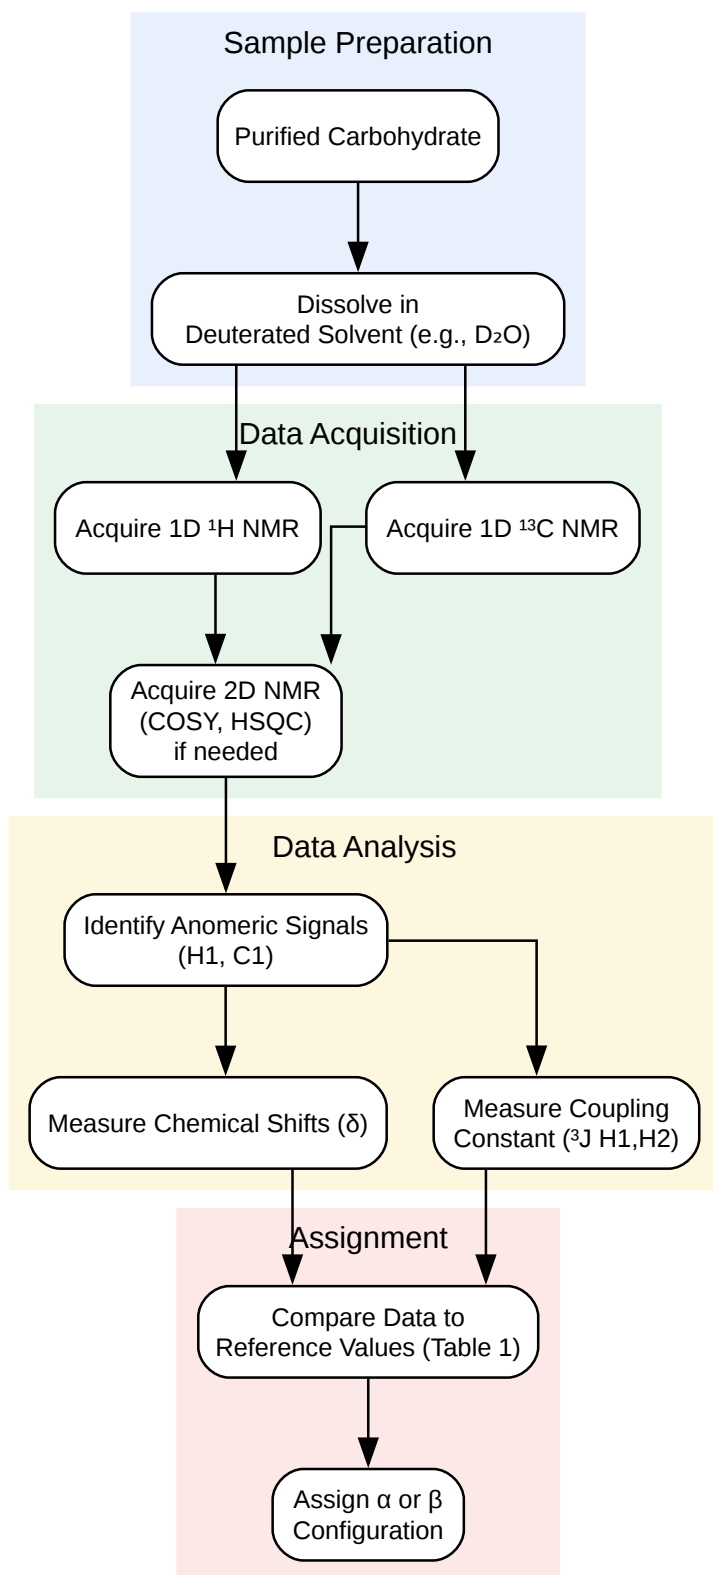 Sample Preparation
Purified Carbohydrate
Dissolve in
Deuterated Solvent (e.g., D₂O)
Data Acquisition
Acquire 1D ¹H NMR
Acquire 1D ¹³C NMR
Acquire 2D NMR
(COSY, HSQC)
if needed
Data Analysis
Identify Anomeric Signals
(H1, C1)
Measure Chemical Shifts (δ)
Measure Coupling
Constant (³J H1,H2)
Assignment
Compare Data to
Reference Values (Table 1)
Assign α or β
Configuration